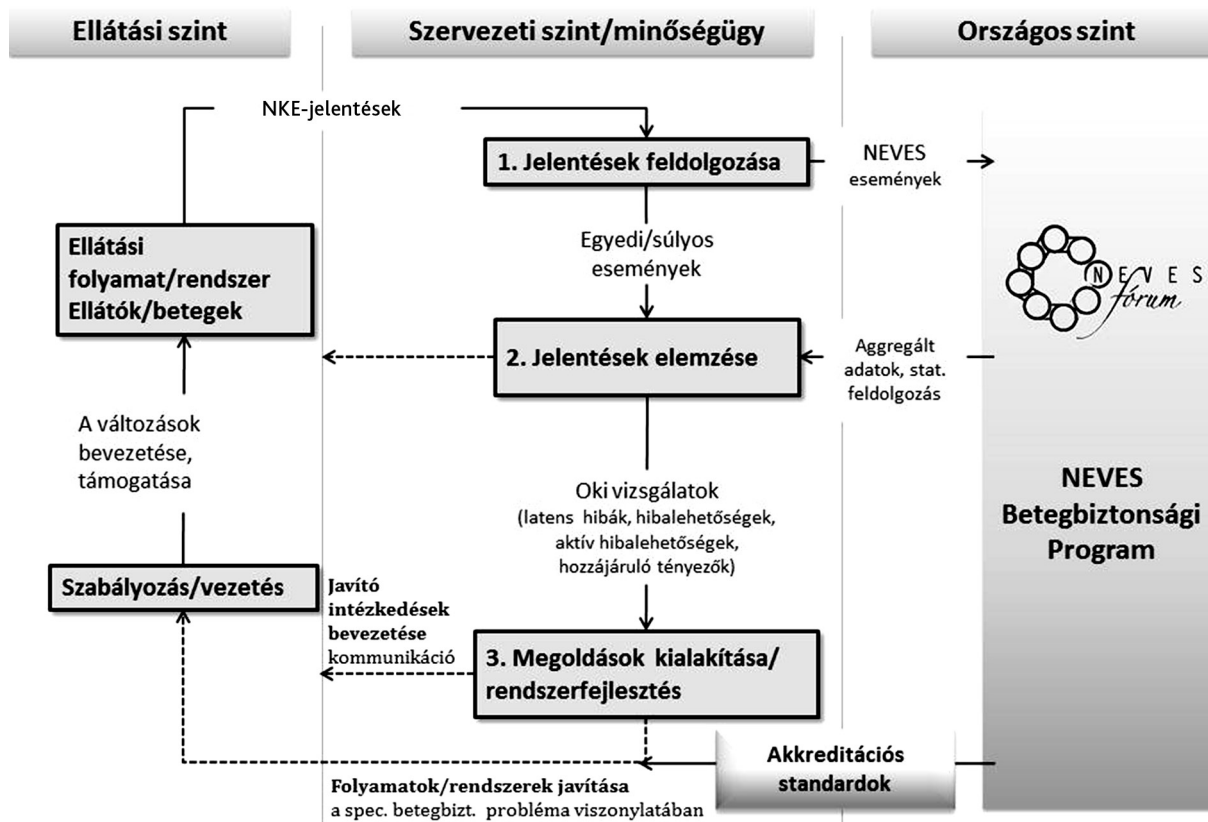 Ellátási szint
Szervezeti szint/minőségügy
Országos szint
NKE-jelentések
1. Jelentések feldolgozása
NEVES
események
Ellátási
folyamat/rendszer
Ellátók/betegek
Egyedi/súlyos
események
NEVES
fórum
2. Jelentések elemzése
Aggregált
adatok, stat.
feldolgozás
A változások
bevezetése,
támogatása
Oki vizsgálatok
(latens hibák, hibalehetőségek,
aktív hibalehetőségek,
hozzájáruló tényezők)
NEVES
Betegbiztonsági
Program
Szabályozás/vezetés
Javító
intézkedések
bevezetése
kommunikáció
3. Megoldások kialakítása/
rendszerfejlesztés
Akkreditációs
standardok
Folyamatok/rendszerek javítása
a spec. betegbizt. probléma viszonylatában